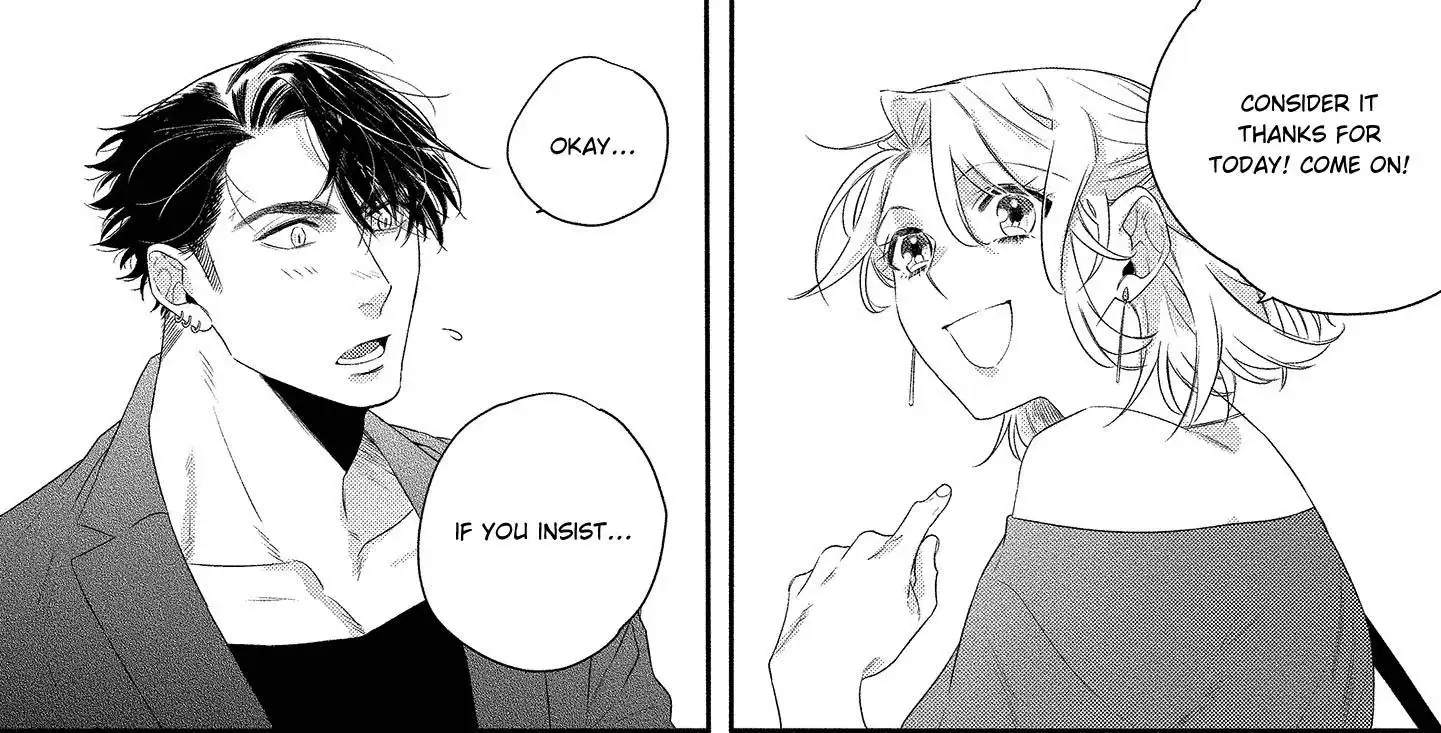 CONSIDER IT
THANKS FOR
TODAY! COME ON!
OKAY...
IF YOU INSIST...